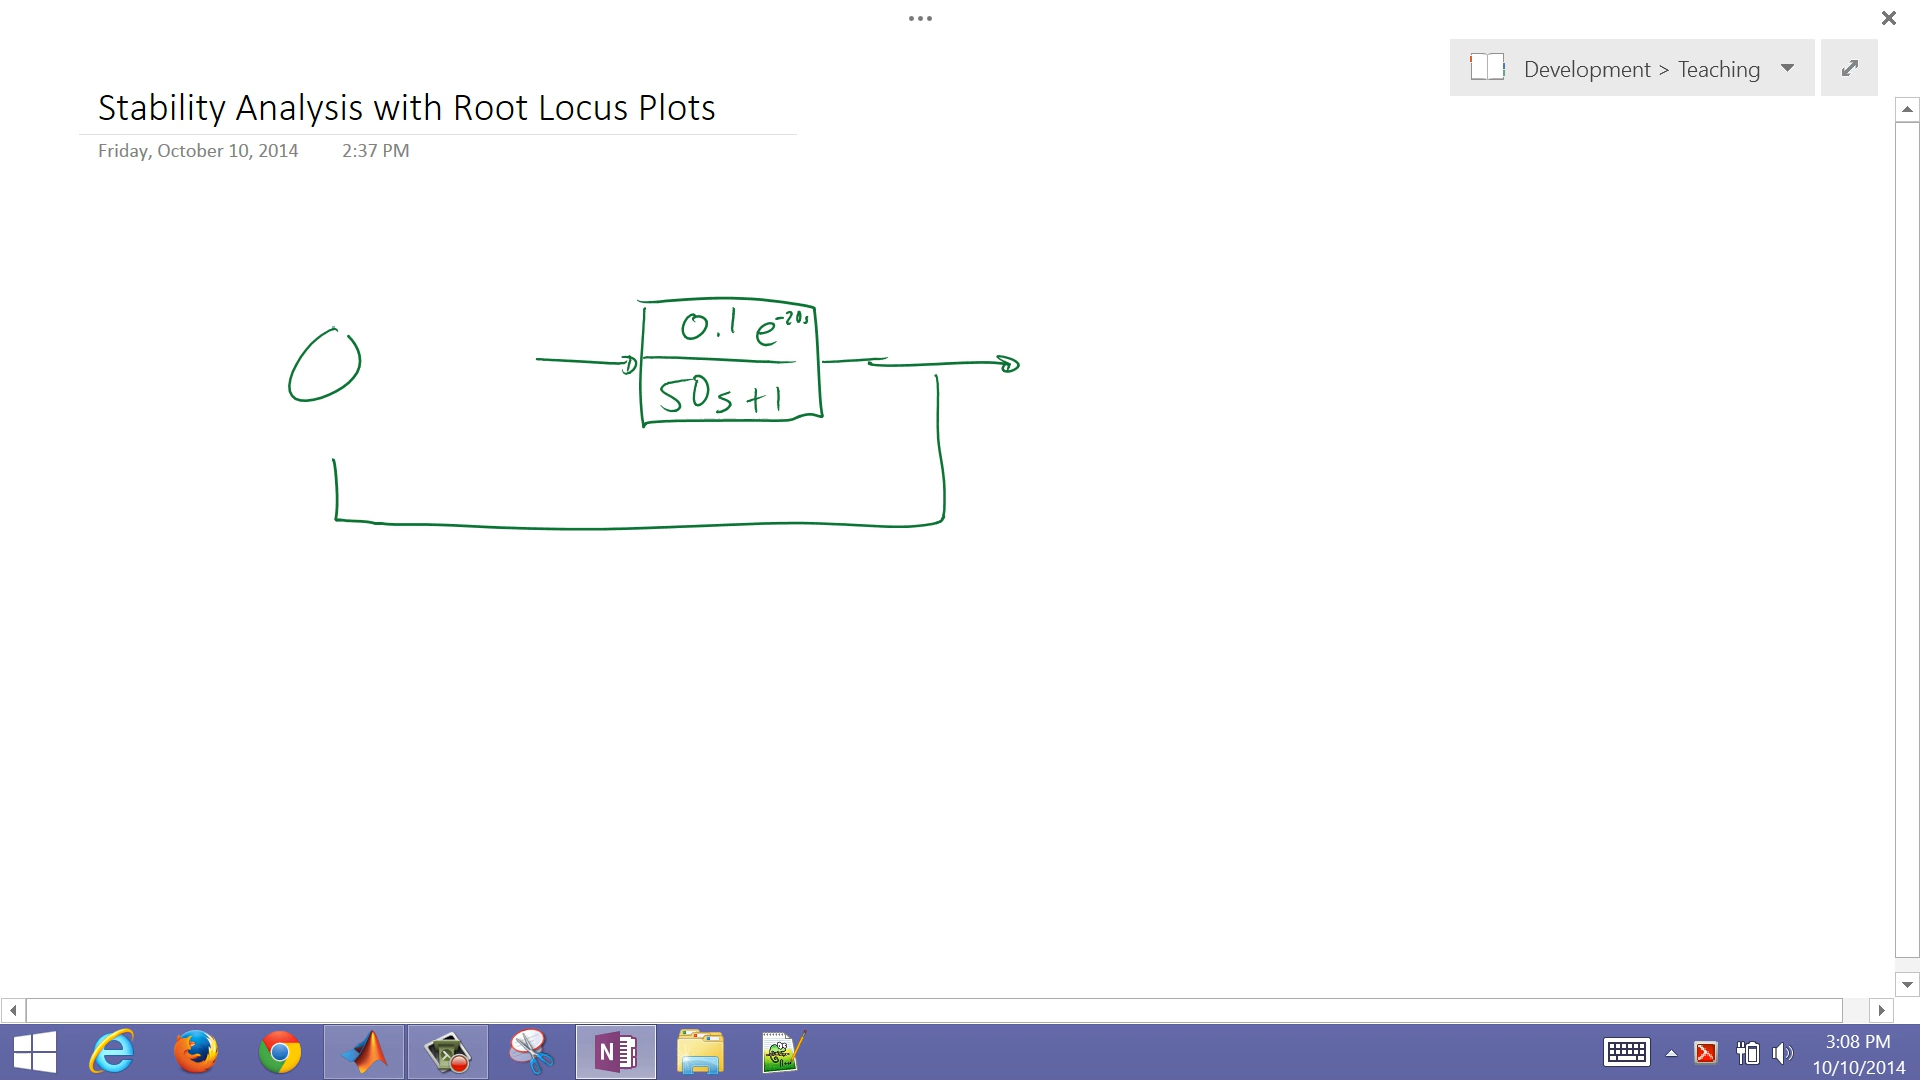 Development > Teaching
Stability Analysis with Root Locus Plots
Friday, October 10, 2014 2:37 PM
0.1 e^-20s
50s+1
N
3:08 PM
10/10/2014